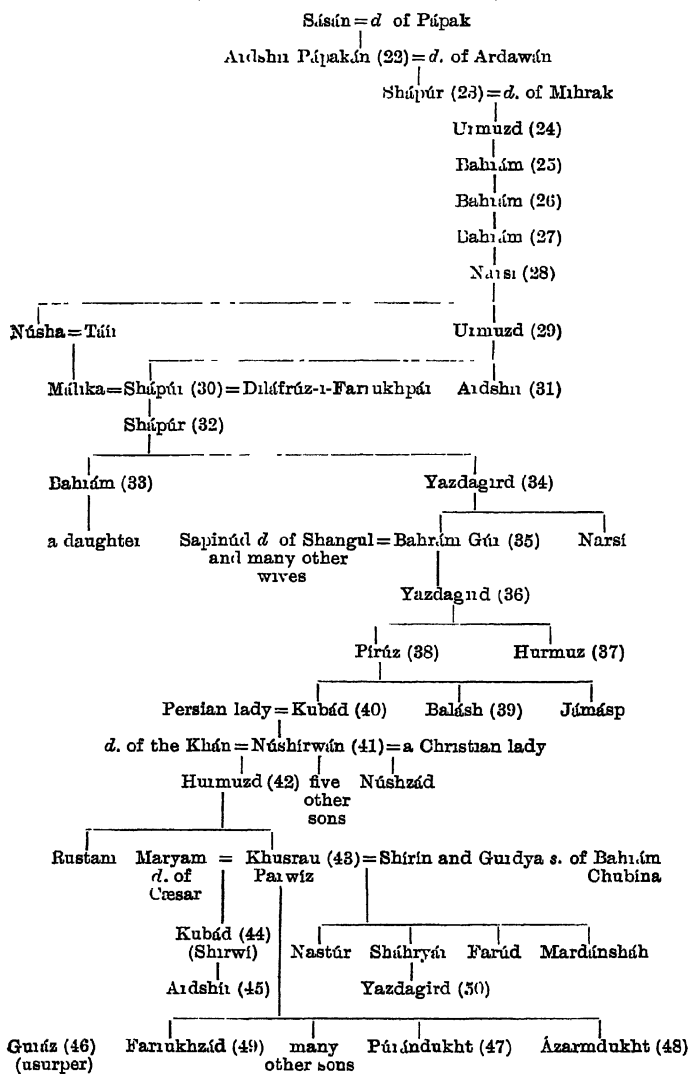 Sásán = d of Pápak
Ardshír Pápakán (22) = d. of Ardawán
Shápúr (23) = d. of Mihrak
Urmuzd (24)
Bahrám (25)
Bahrám (26)
Bahrám (27)
Narsí (28)
Núsha = Táír Urmuzd (29)
Málika = Shápúr (30) = Diláfrúz-i-Farrukhpái Ardshír (31)
Shápúr (32)
Bahrám (33) Yazdagird (34)
a daughter Sapinúd d of Shangul = Bahrám Gúr (35) Narsí
and many other
wives
Yazdagird (36)
Pírúz (38) Hurmuz (37)
Persian lady = Kubád (40) Balásh (39) Jámásp
d. of the Khán = Núshírwán (41) = a Christian lady
Hurmuzd (42) five Núshzád
other
sons
Rustam Maryam = Khusrau (43) = Shírín and Gurdya s. of Bahrám
d. of Parwíz Chubína
Cæsar
Kubád (44) Nastúr Sháhryár Farúd Mardánsháh
(Shírwí)
Ardshír (45) Yazdagird (50)
Guráz (46) Farrukhzád (49) many Púrándukht (47) Ázarmdukht (48)
(usurper) other sons